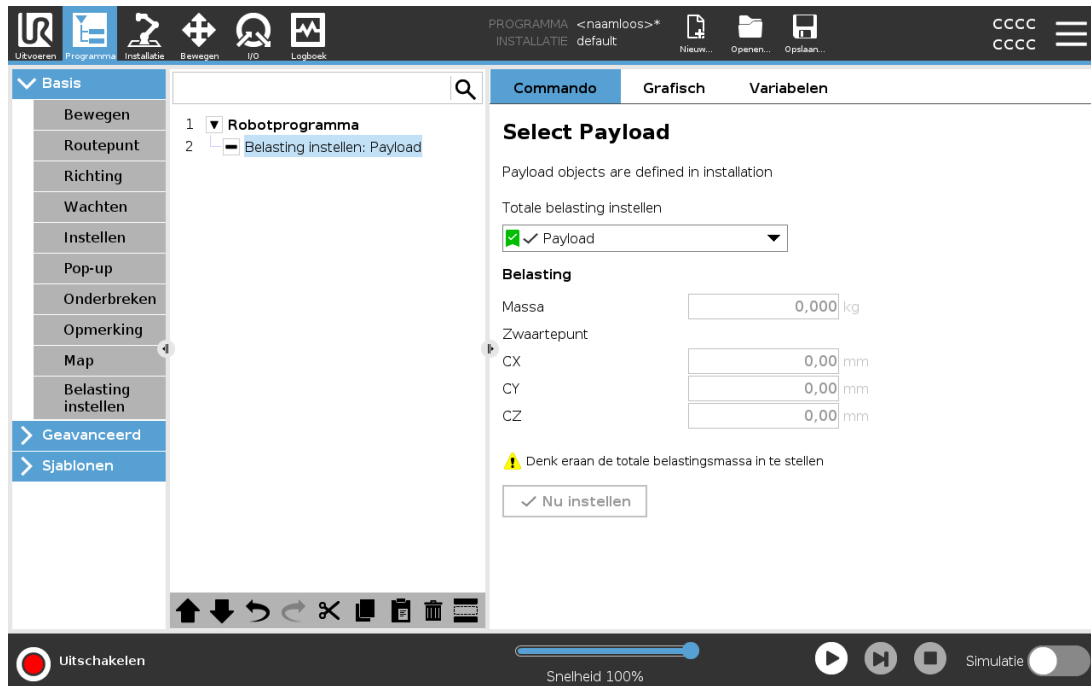 PROGRAMMA <naamloos>*
INSTALLATIE default
CCCC
CCCC
Uitvoeren
Programma
Installatie
Bewegen
I/O
Logboek
Nieuw...
Openen...
Opslaan...
Basis
Bewegen
Routepunt
Richting
Wachten
Instellen
Pop-up
Onderbreken
Opmerking
Map
Belasting
instellen
Geavanceerd
Sjablonen
1 Robotprogramma
2 Belasting instellen: Payload
Commando
Grafisch
Variabelen
Select Payload
Payload objects are defined in installation
Totale belasting instellen
Payload
Belasting
Massa 0,000 kg
Zwaartepunt
CX 0,00 mm
CY 0,00 mm
CZ 0,00 mm
Denk eraan de totale belastingsmassa in te stellen
Nu instellen
Uitschakelen
Snelheid 100%
Simulatie